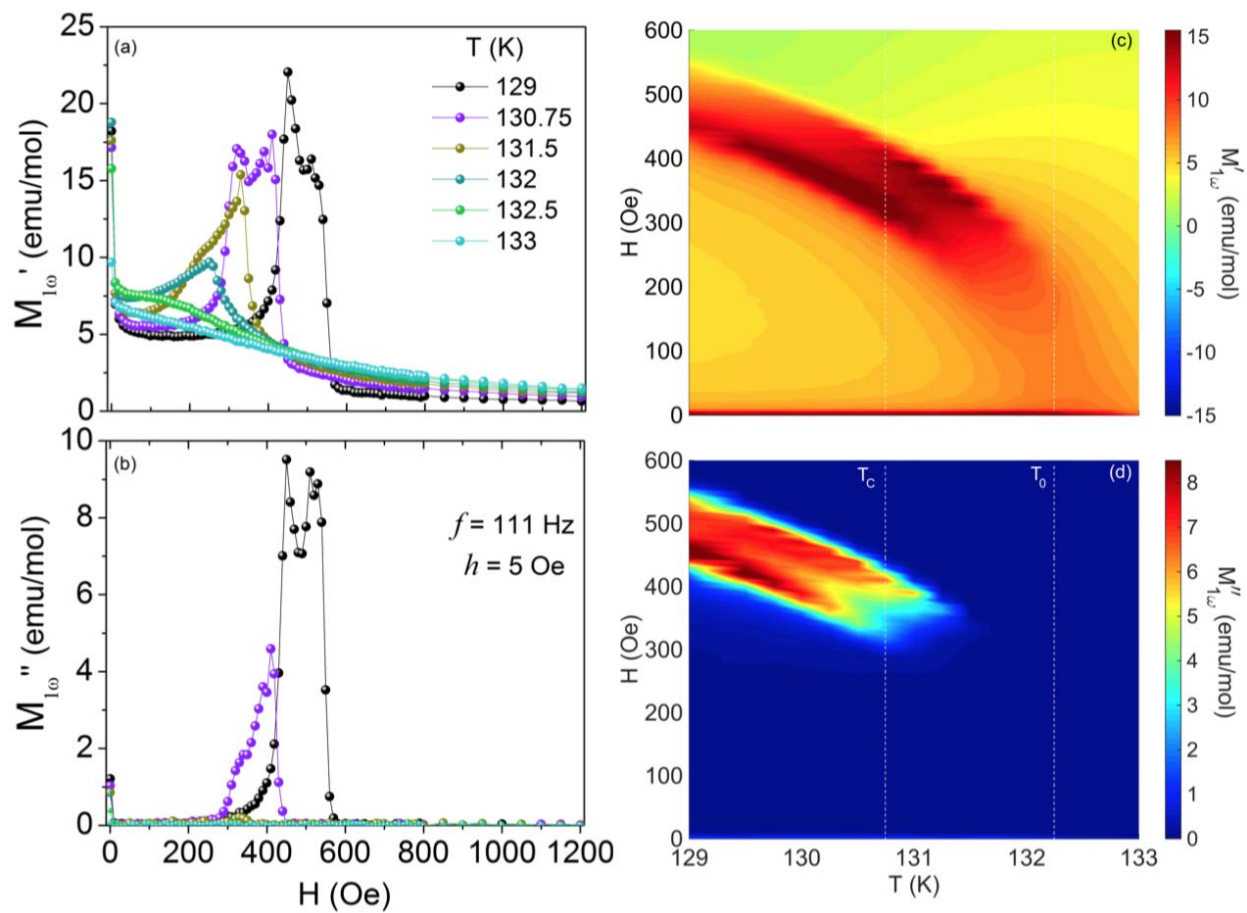 25
20
15
10
5
0
M1ω' (emu/mol)
(a)
T (K)
129
130.75
131.5
132
132.5
133
10
8
6
4
2
0
M1ω" (emu/mol)
(b)
f = 111 Hz
h = 5 Oe
0 200 400 600 800 1000 1200
H (Oe)
600
500
400
300
200
100
0
H (Oe)
(c)
15
10
5
0
-5
-10
-15
M′1ω (emu/mol)
600
500
400
300
200
100
0
H (Oe)
TC
T0
(d)
129 130 131 132 133
T (K)
8
7
6
5
4
3
2
1
0
M″1ω (emu/mol)